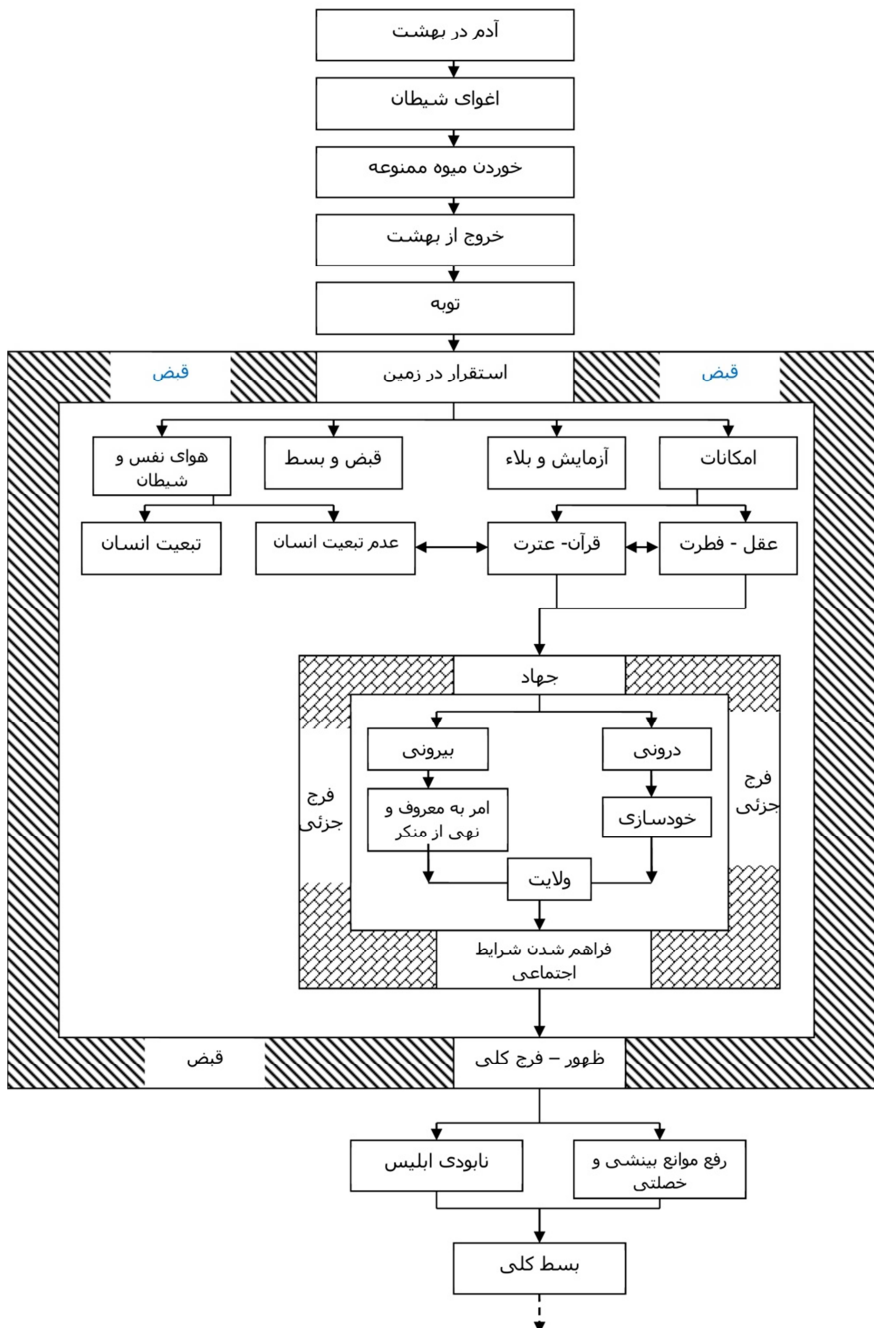 آدم در بهشت
اغوای شیطان
خوردن میوه ممنوعه
خروج از بهشت
توبه
قبض
استقرار در زمین
قبض
امکانات
آزمایش و بلاء
قبض و بسط
هوای نفس و
شیطان
عقل - فطرت
قرآن- عترت
عدم تبعیت انسان
تبعیت انسان
جهاد
درونی
بیرونی
فرج
جزئی
فرج
جزئی
خودسازی
امر به معروف و
نهی از منکر
ولایت
فراهم شدن شرایط
اجتماعی
ظهور – فرج کلی
قبض
رفع موانع بینشی و
خصلتی
نابودی ابلیس
بسط کلی